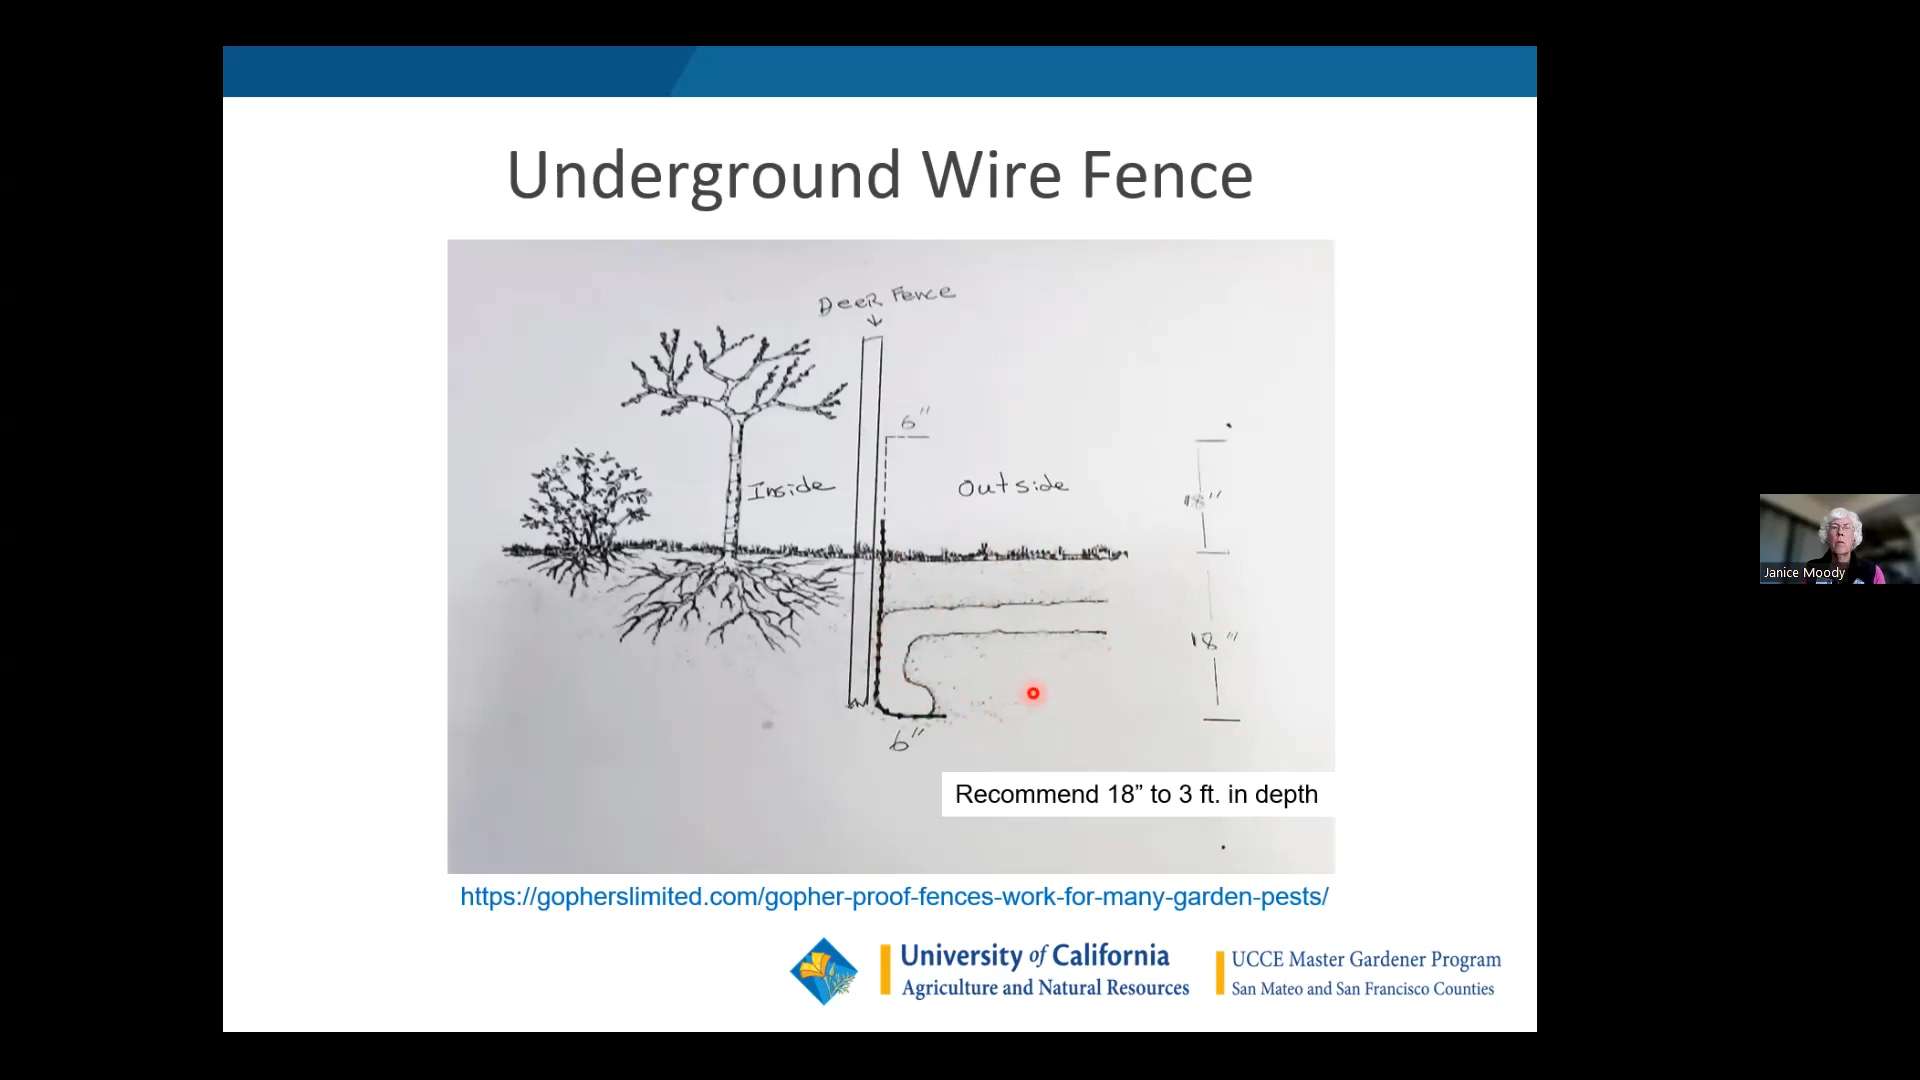 Underground Wire Fence
Deer Fence
6"
Inside
Outside
18"
18"
6"
Recommend 18” to 3 ft. in depth
https://gopherslimited.com/gopher-proof-fences-work-for-many-garden-pests/
University of California
Agriculture and Natural Resources
UCCE Master Gardener Program
San Mateo and San Francisco Counties
Janice Moody